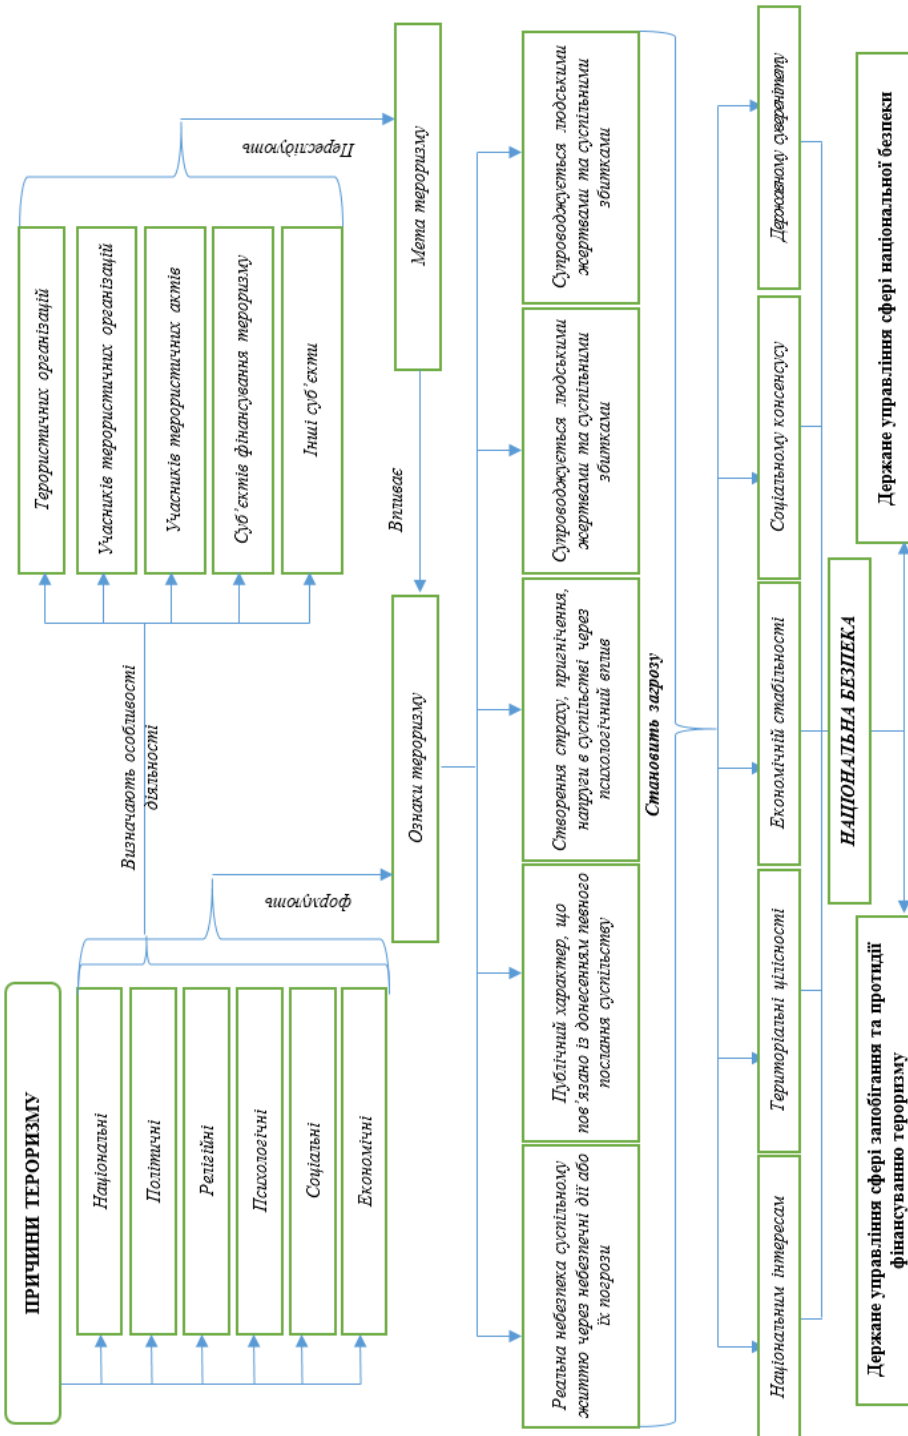 ПРИЧИНИ ТЕРОРИЗМУ
Національні
Політичні
Релігійні
Психологічні
Соціальні
Економічні
Визначають особливості
діяльності
Терористичних організацій
Учасників терористичних організацій
Учасників терористичних актів
Суб’єктів фінансування тероризму
Інші суб’єкти
формують
Переслідують
Ознаки тероризму
Впливає
Мета тероризму
Реальна небезпека суспільному
життю через небезпечні дії або
їх погрози
Публічний характер, що
пов’язано із донесенням певного
послання суспільству
Створення страху, пригнічення,
напруги в суспільстві через
психологічний вплив
Супроводжується людськими
жертвами та суспільними
збитками
Супроводжується людськими
жертвами та суспільними
збитками
Становить загрозу
Національним інтересам
Територіальні цілісності
Економічній стабільності
Соціальному консенсусу
Державному суверенітету
НАЦІОНАЛЬНА БЕЗПЕКА
Держане управління сфері запобігання та протидії
фінансуванню тероризму
Держане управління сфері національної безпеки